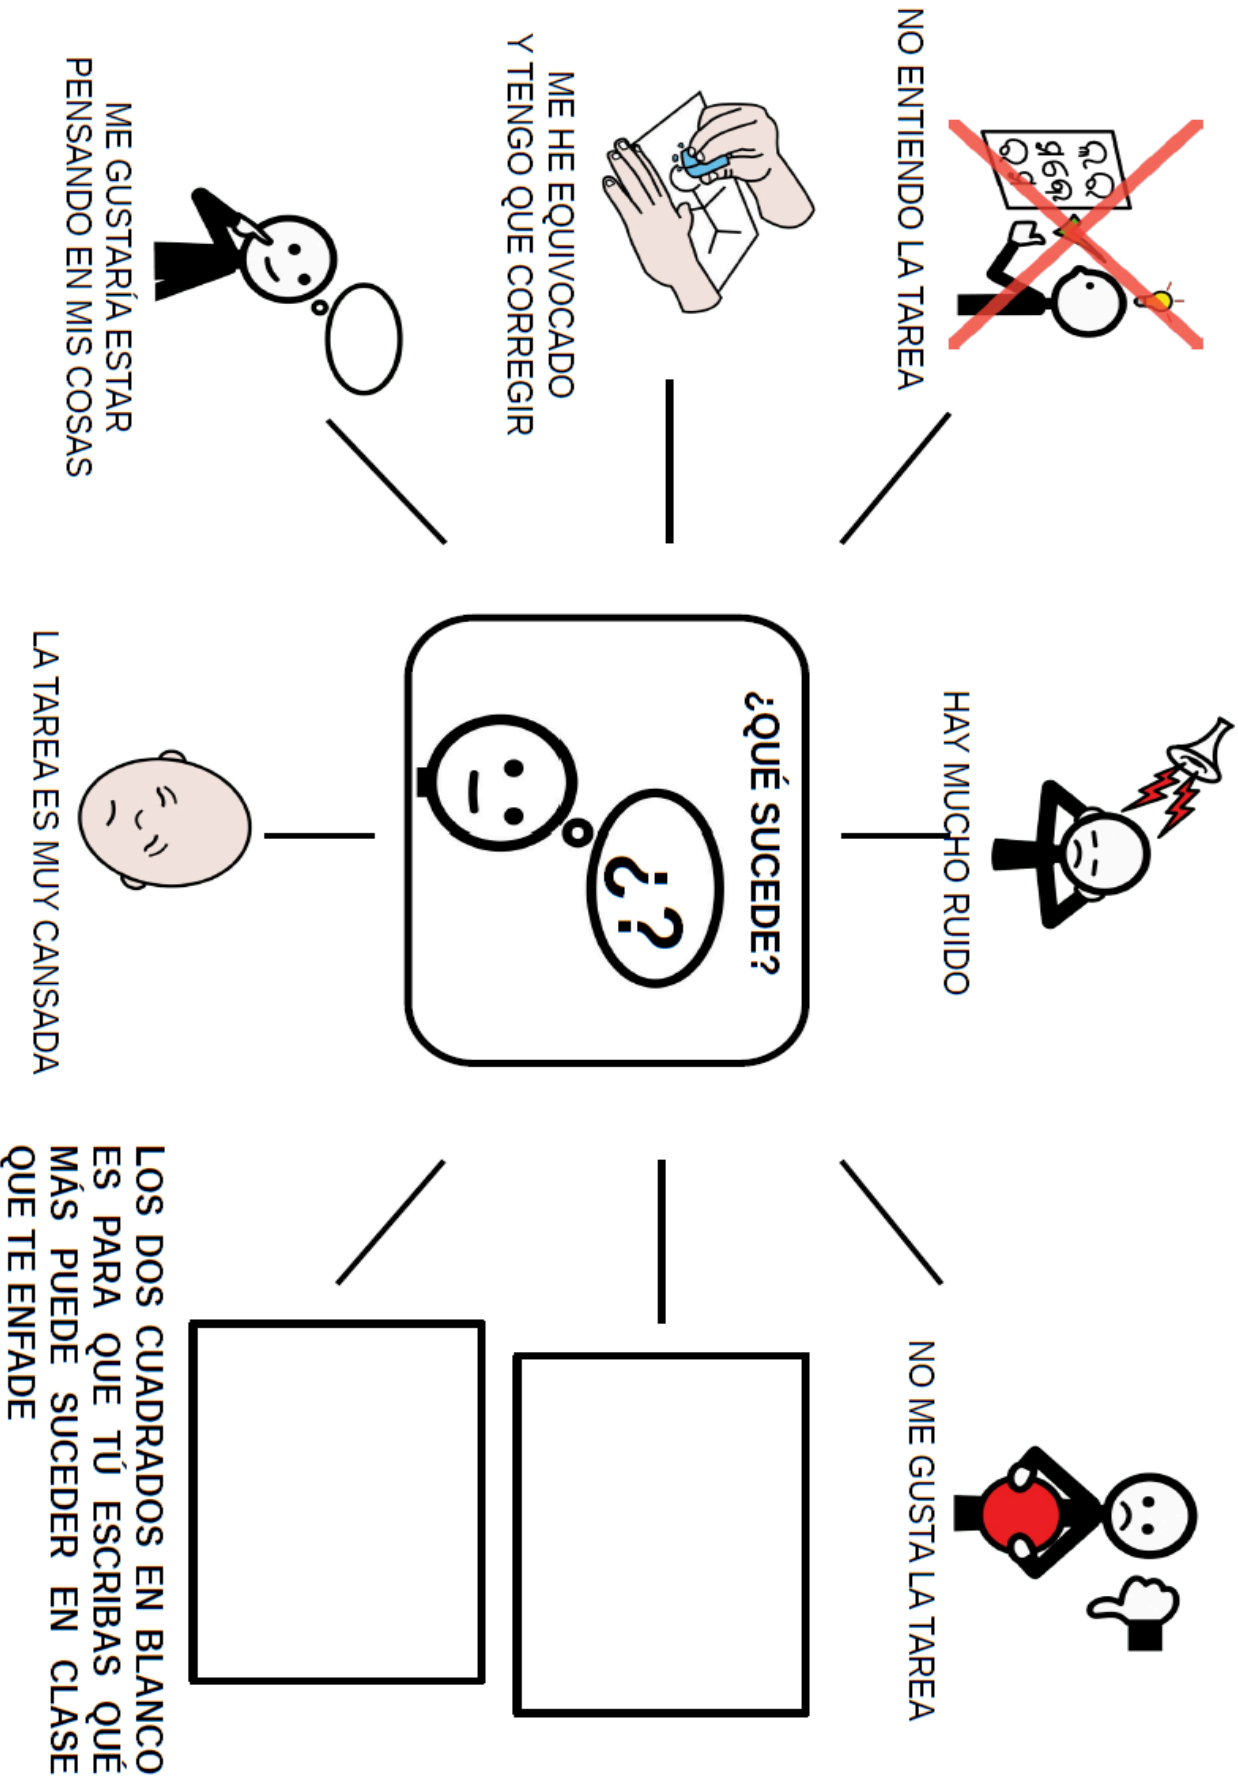 NO ENTIENDO LA TAREA
HAY MUCHO RUIDO
NO ME GUSTA LA TAREA
ME HE EQUIVOCADO
Y TENGO QUE CORREGIR
¿QUÉ SUCEDE?
¿?
ME GUSTARÍA ESTAR
PENSANDO EN MIS COSAS
LA TAREA ES MUY CANSADA
LOS DOS CUADRADOS EN BLANCO
ES PARA QUE TÚ ESCRIBAS QUÉ
MÁS PUEDE SUCEDER EN CLASE
QUE TE ENFADE